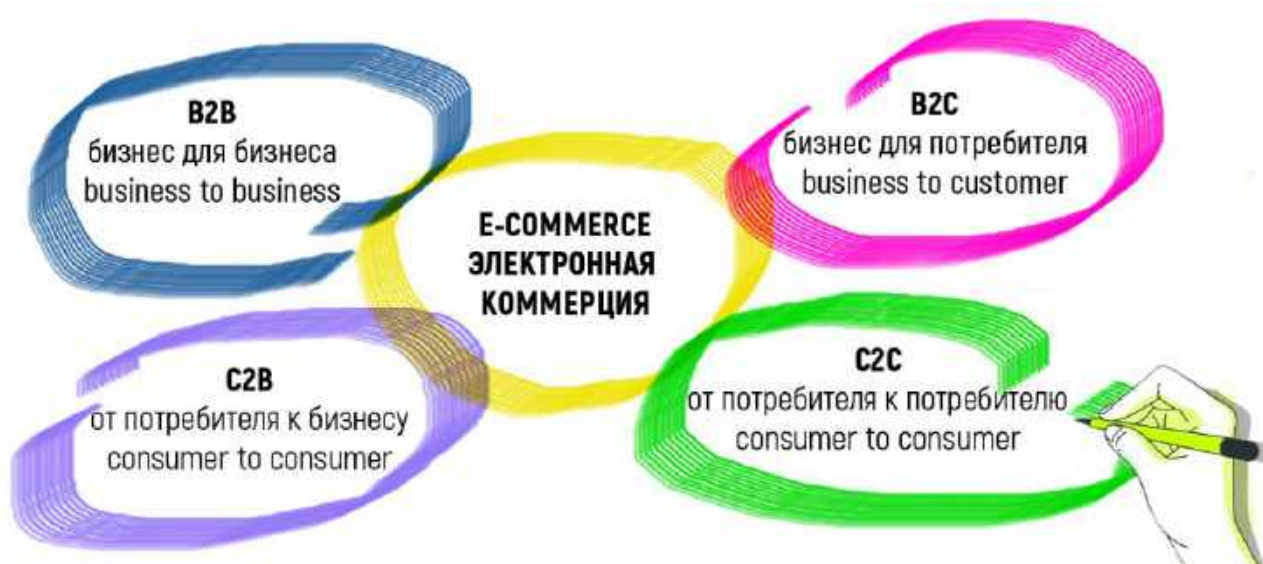 B2B
бизнес для бизнеса
business to business
B2C
бизнес для потребителя
business to customer
E-COMMERCE
ЭЛЕКТРОННАЯ
КОММЕРЦИЯ
C2B
от потребителя к бизнесу
consumer to consumer
C2C
от потребителя к потребителю
consumer to consumer